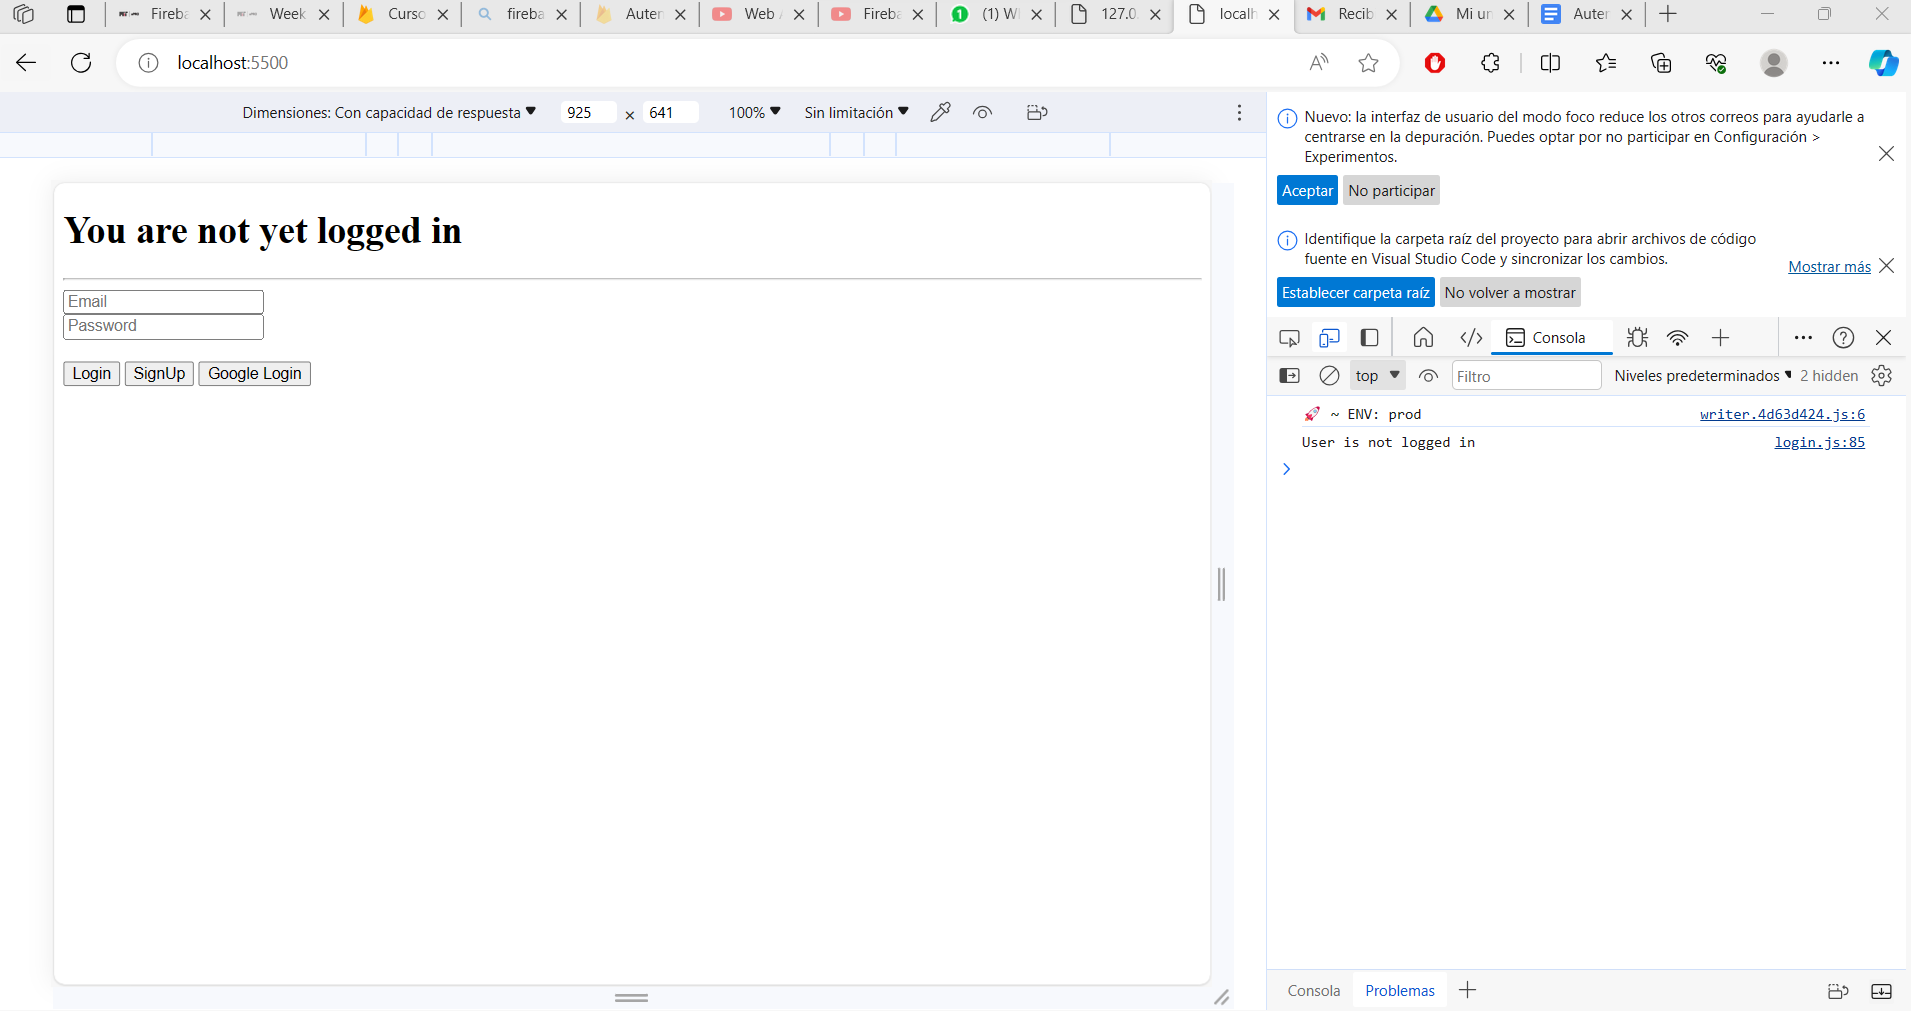 Fireba
Week
Curso
fireba
Auten
Web A
Fireba
(1) W
127.0.
localh
Recib
Mi un
Auten
localhost:5500
Dimensiones: Con capacidad de respuesta 925 × 641 100% Sin limitación
Nuevo: la interfaz de usuario del modo foco reduce los otros correos para ayudarle a
centrarse en la depuración. Puedes optar por no participar en Configuración >
Experimentos.
Aceptar No participar
Identifique la carpeta raíz del proyecto para abrir archivos de código
fuente en Visual Studio Code y sincronizar los cambios.
Mostrar más
Establecer carpeta raíz No volver a mostrar
You are not yet logged in
Email
Password
Login SignUp Google Login
Consola
top Filtro Niveles predeterminados 2 hidden
🚀 ~ ENV: prod writer.4d63d424.js:6
User is not logged in login.js:85
Consola Problemas